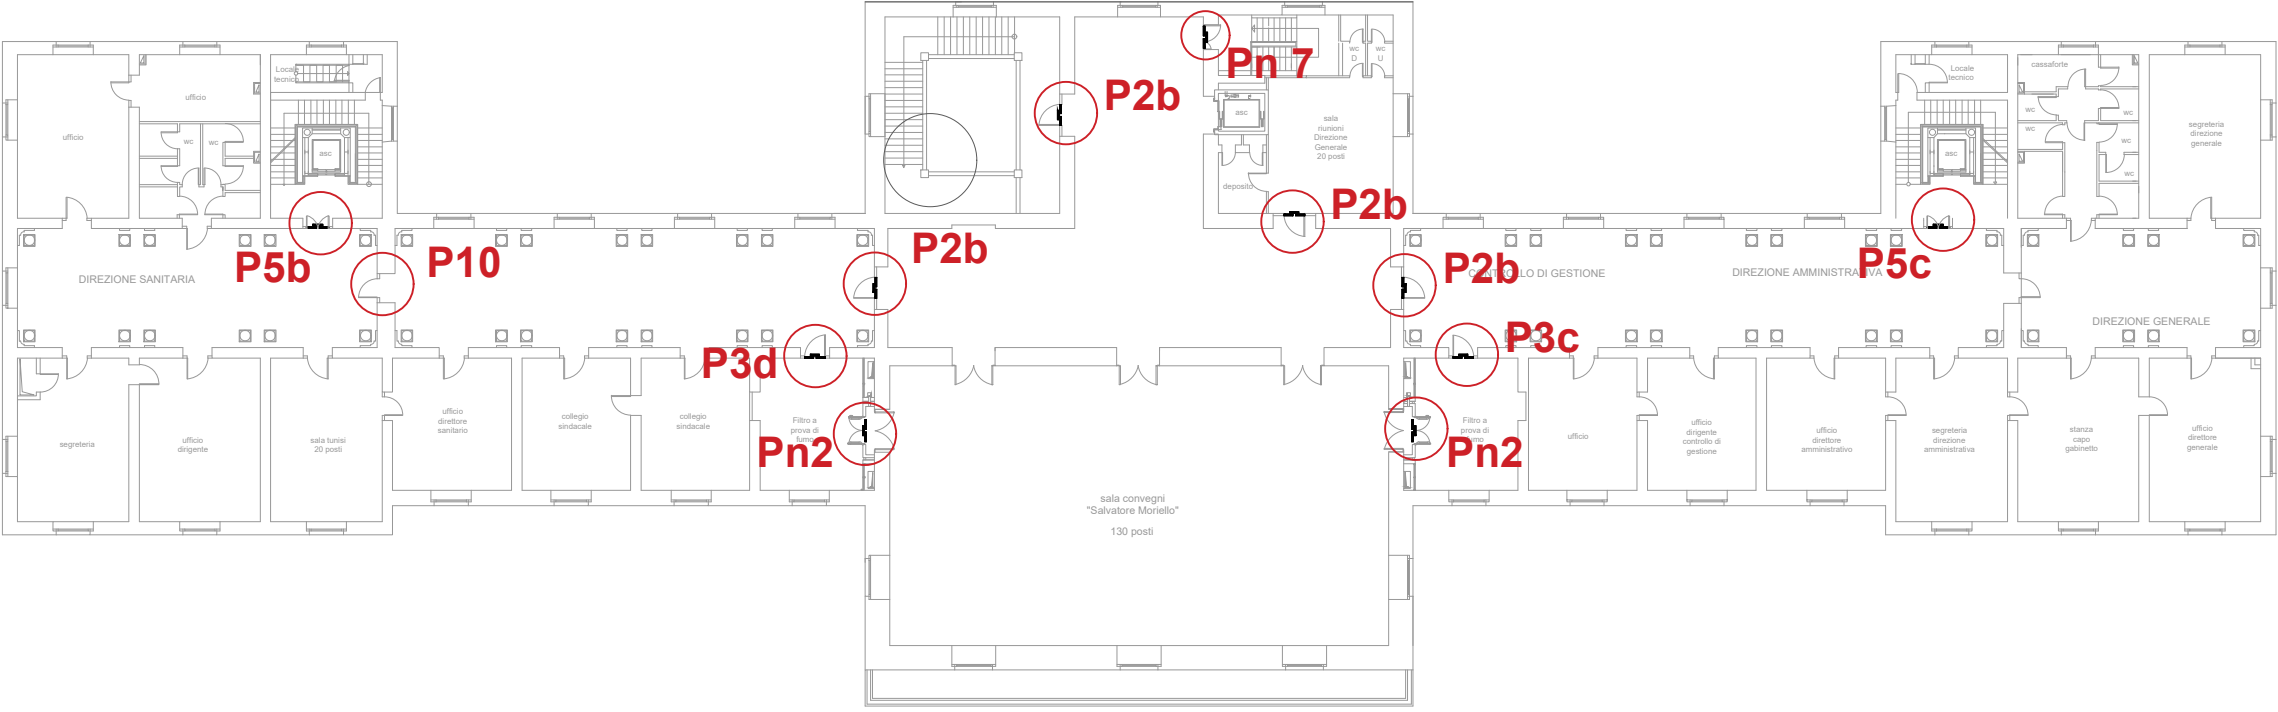 Pn 7
P2b
P2b
P5b
P10
P2b
P2b
P5c
P3d
P3c
Pn2
Pn2
Locale
tecnico
ufficio
ufficio
wc
wc
asc
DIREZIONE SANITARIA
segreteria
ufficio
dirigente
sala tunisi
20 posti
ufficio
direttore
sanitario
collegio
sindacale
collegio
sindacale
Filtro a
prova di
fumo
WC
D
WC
U
asc
sala
riunioni
Direzione
Generale
20 posti
deposito
sala convegni
"Salvatore Moriello"
130 posti
CONTROLLO DI GESTIONE
DIREZIONE AMMINISTRATIVA
DIREZIONE GENERALE
Locale
tecnico
cassaforte
wc
wc
wc
wc
wc
asc
segreteria
direzione
generale
Filtro a
prova di
fumo
ufficio
ufficio
dirigente
controllo di
gestione
ufficio
direttore
amministrativo
segreteria
direzione
amministrativa
stanza
capo
gabinetto
ufficio
direttore
generale